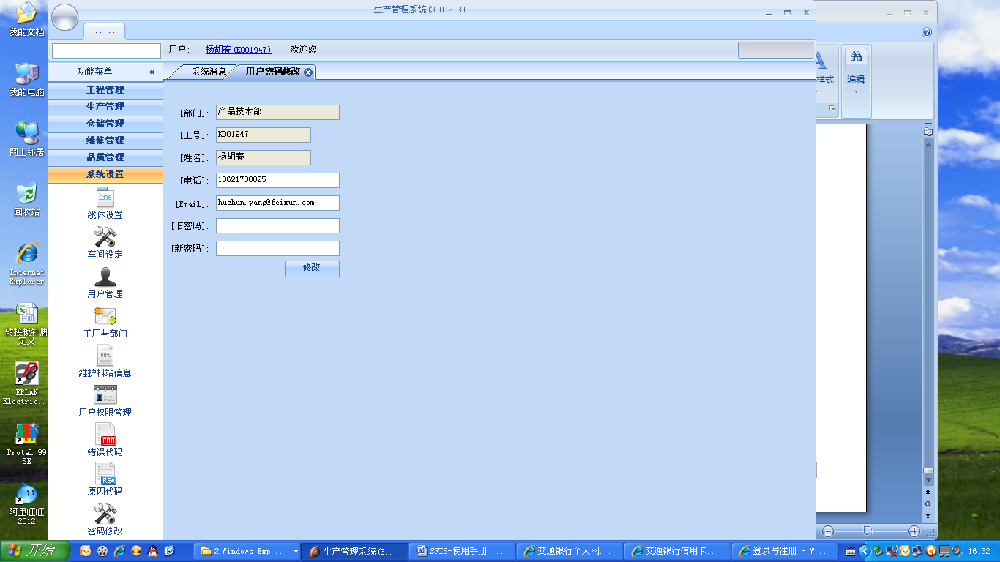 生产管理系统(3.0.2.3)
......
用户: 杨胡春(K001947) 欢迎您
功能菜单 «
系统消息 用户密码修改
工程管理
生产管理
仓储管理
维修管理
品质管理
系统设置
line
线体设置
车间设定
用户管理
工厂与部门
INFO
维护料站信息
用户权限管理
ERR
错误代码
REA
原因代码
密码修改
[部门]: 产品技术部
[工号]: K001947
[姓名]: 杨胡春
[电话]: 18621738025
[Email]: huchun.yang@feixun.com
[旧密码]:
[新密码]:
修改
样式
编辑
我的文档
我的电脑
网上邻居
回收站
Internet
Explorer
转接板针脚
定义
EPLAN
Electric..
Protel 99
SE
阿里旺旺
2012
开始
2 Windows Exp...
生产管理系统(3...
SFIS-使用手册 ...
交通银行个人网...
交通银行信用卡...
登录与注册 - W...
16:32